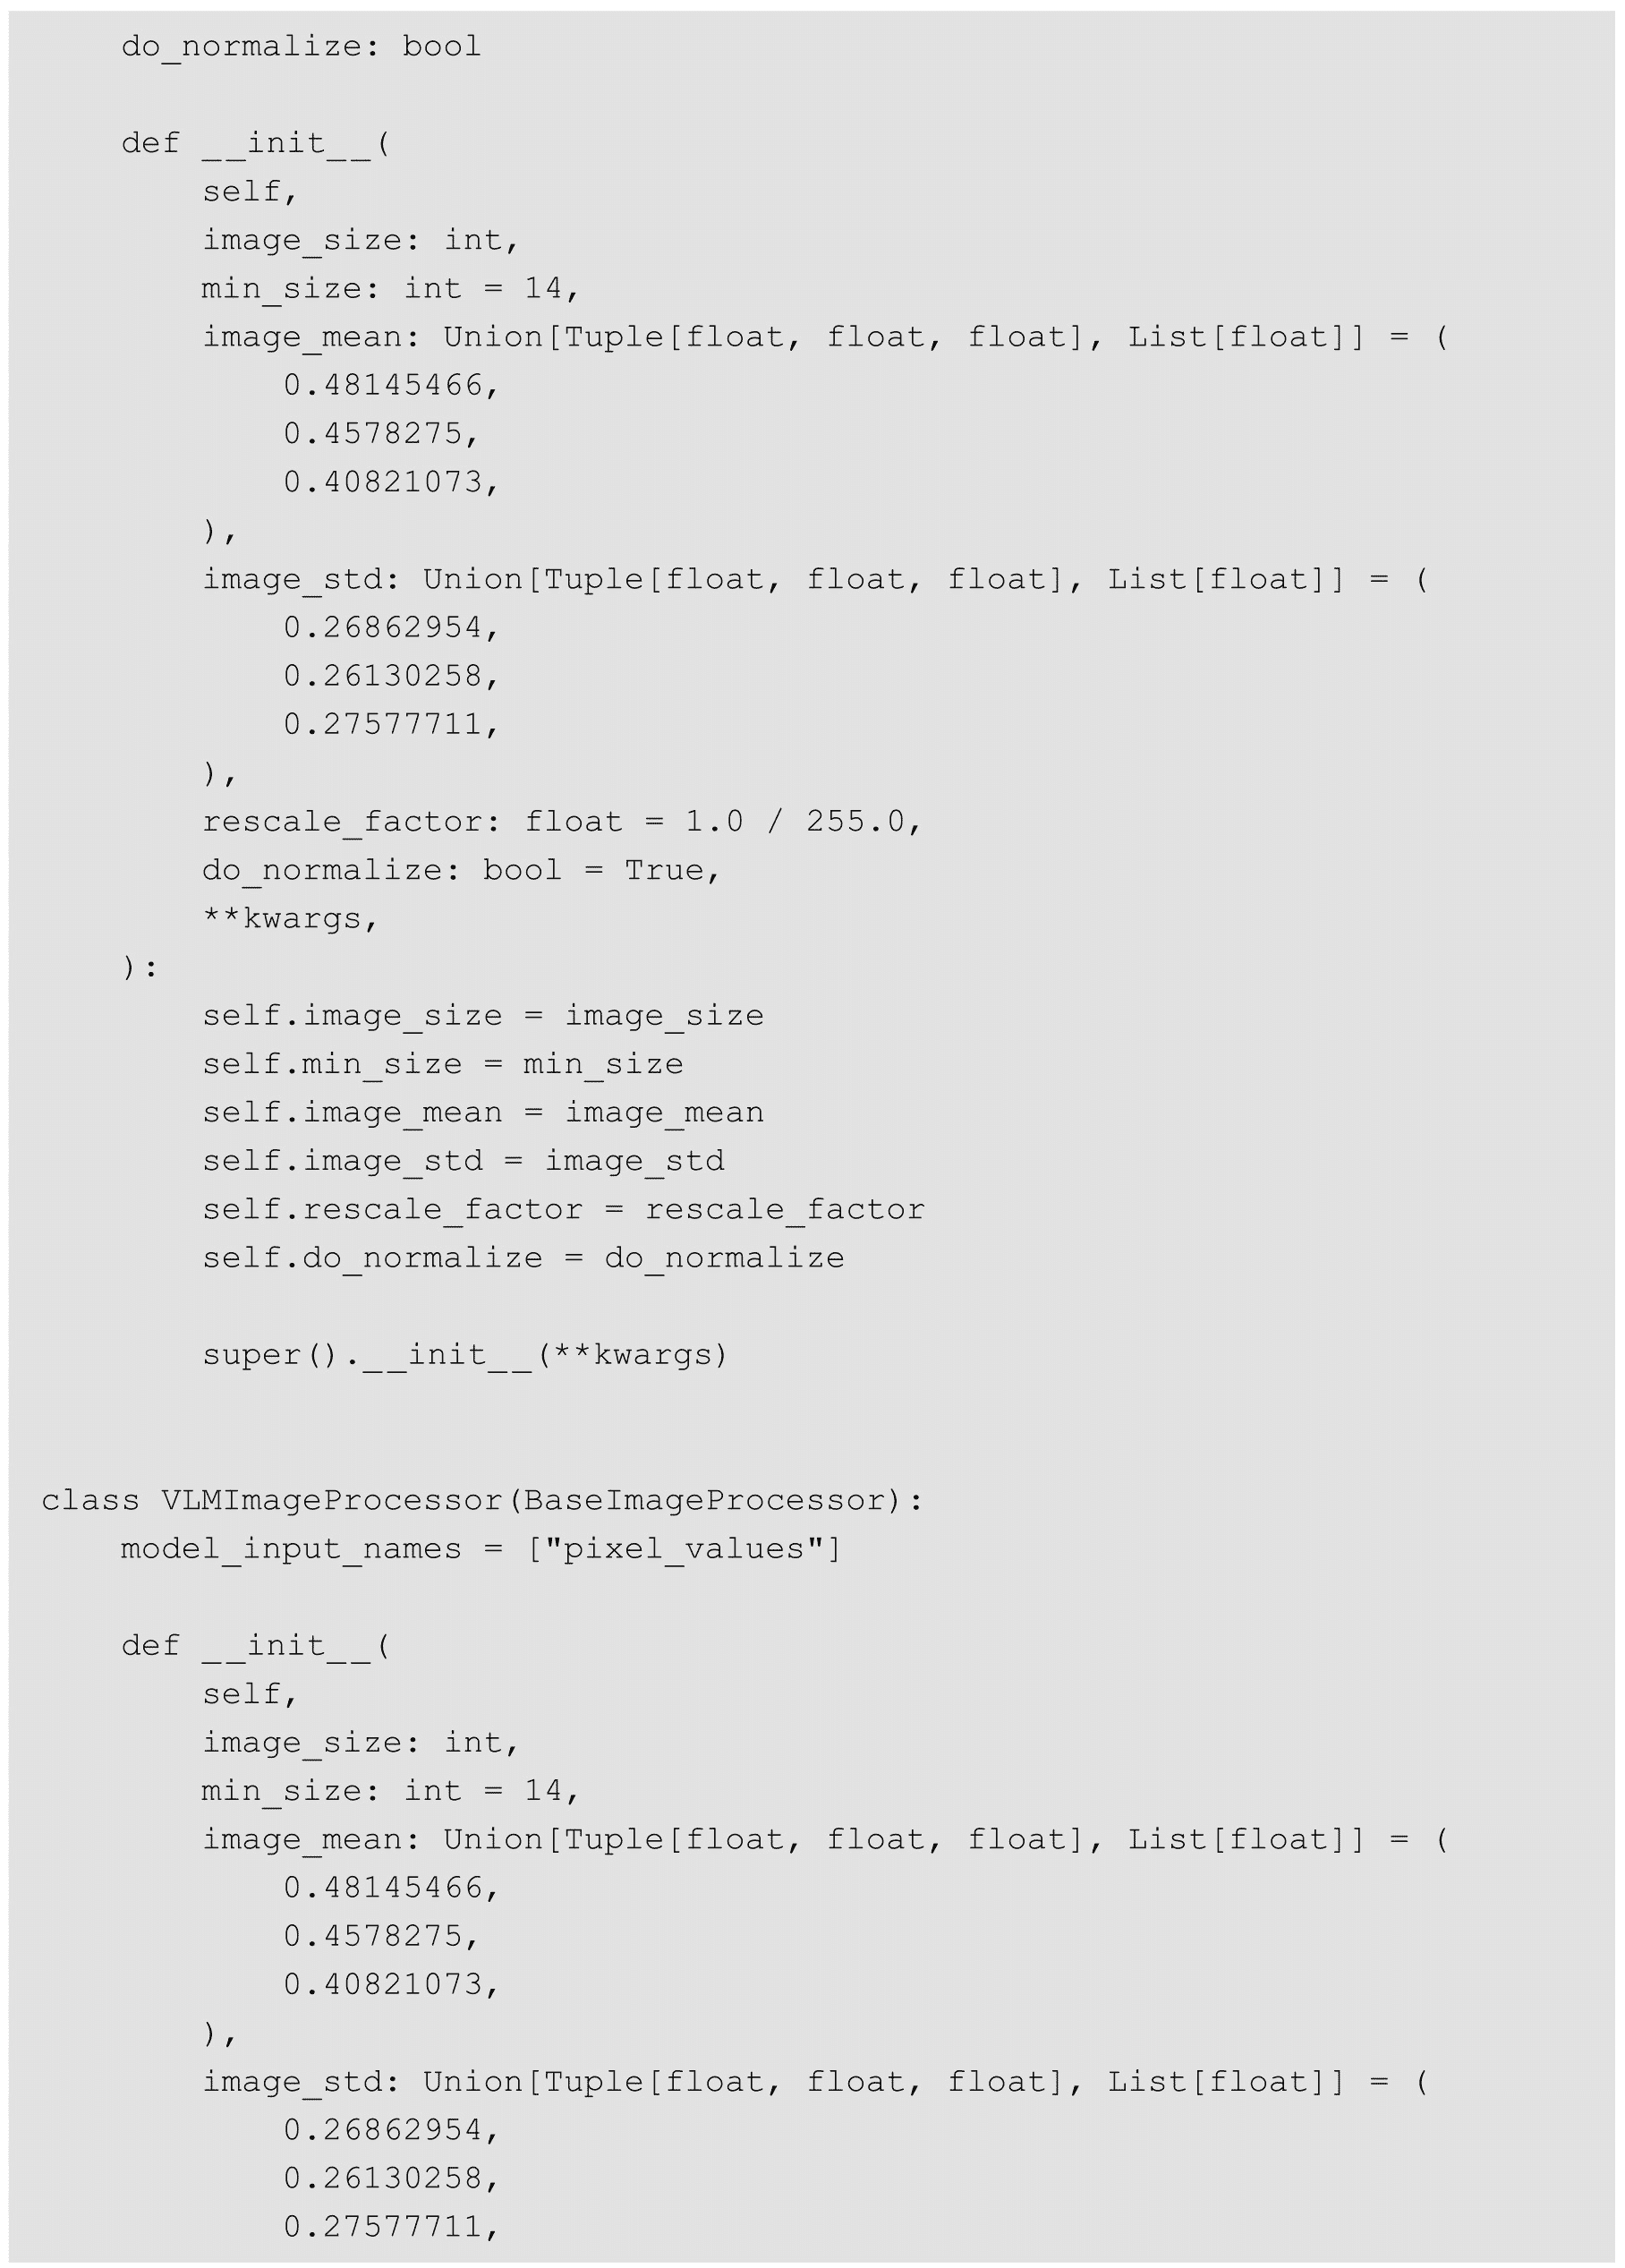 do_normalize: bool
def __init__(
self,
image_size: int,
min_size: int = 14,
image_mean: Union[Tuple[float, float, float], List[float]] = (
0.48145466,
0.4578275,
0.40821073,
),
image_std: Union[Tuple[float, float, float], List[float]] = (
0.26862954,
0.26130258,
0.27577711,
),
rescale_factor: float = 1.0 / 255.0,
do_normalize: bool = True,
**kwargs,
):
self.image_size = image_size
self.min_size = min_size
self.image_mean = image_mean
self.image_std = image_std
self.rescale_factor = rescale_factor
self.do_normalize = do_normalize
super().__init__(**kwargs)
class VLMImageProcessor(BaseImageProcessor):
model_input_names = ["pixel_values"]
def __init__(
self,
image_size: int,
min_size: int = 14,
image_mean: Union[Tuple[float, float, float], List[float]] = (
0.48145466,
0.4578275,
0.40821073,
),
image_std: Union[Tuple[float, float, float], List[float]] = (
0.26862954,
0.26130258,
0.27577711,